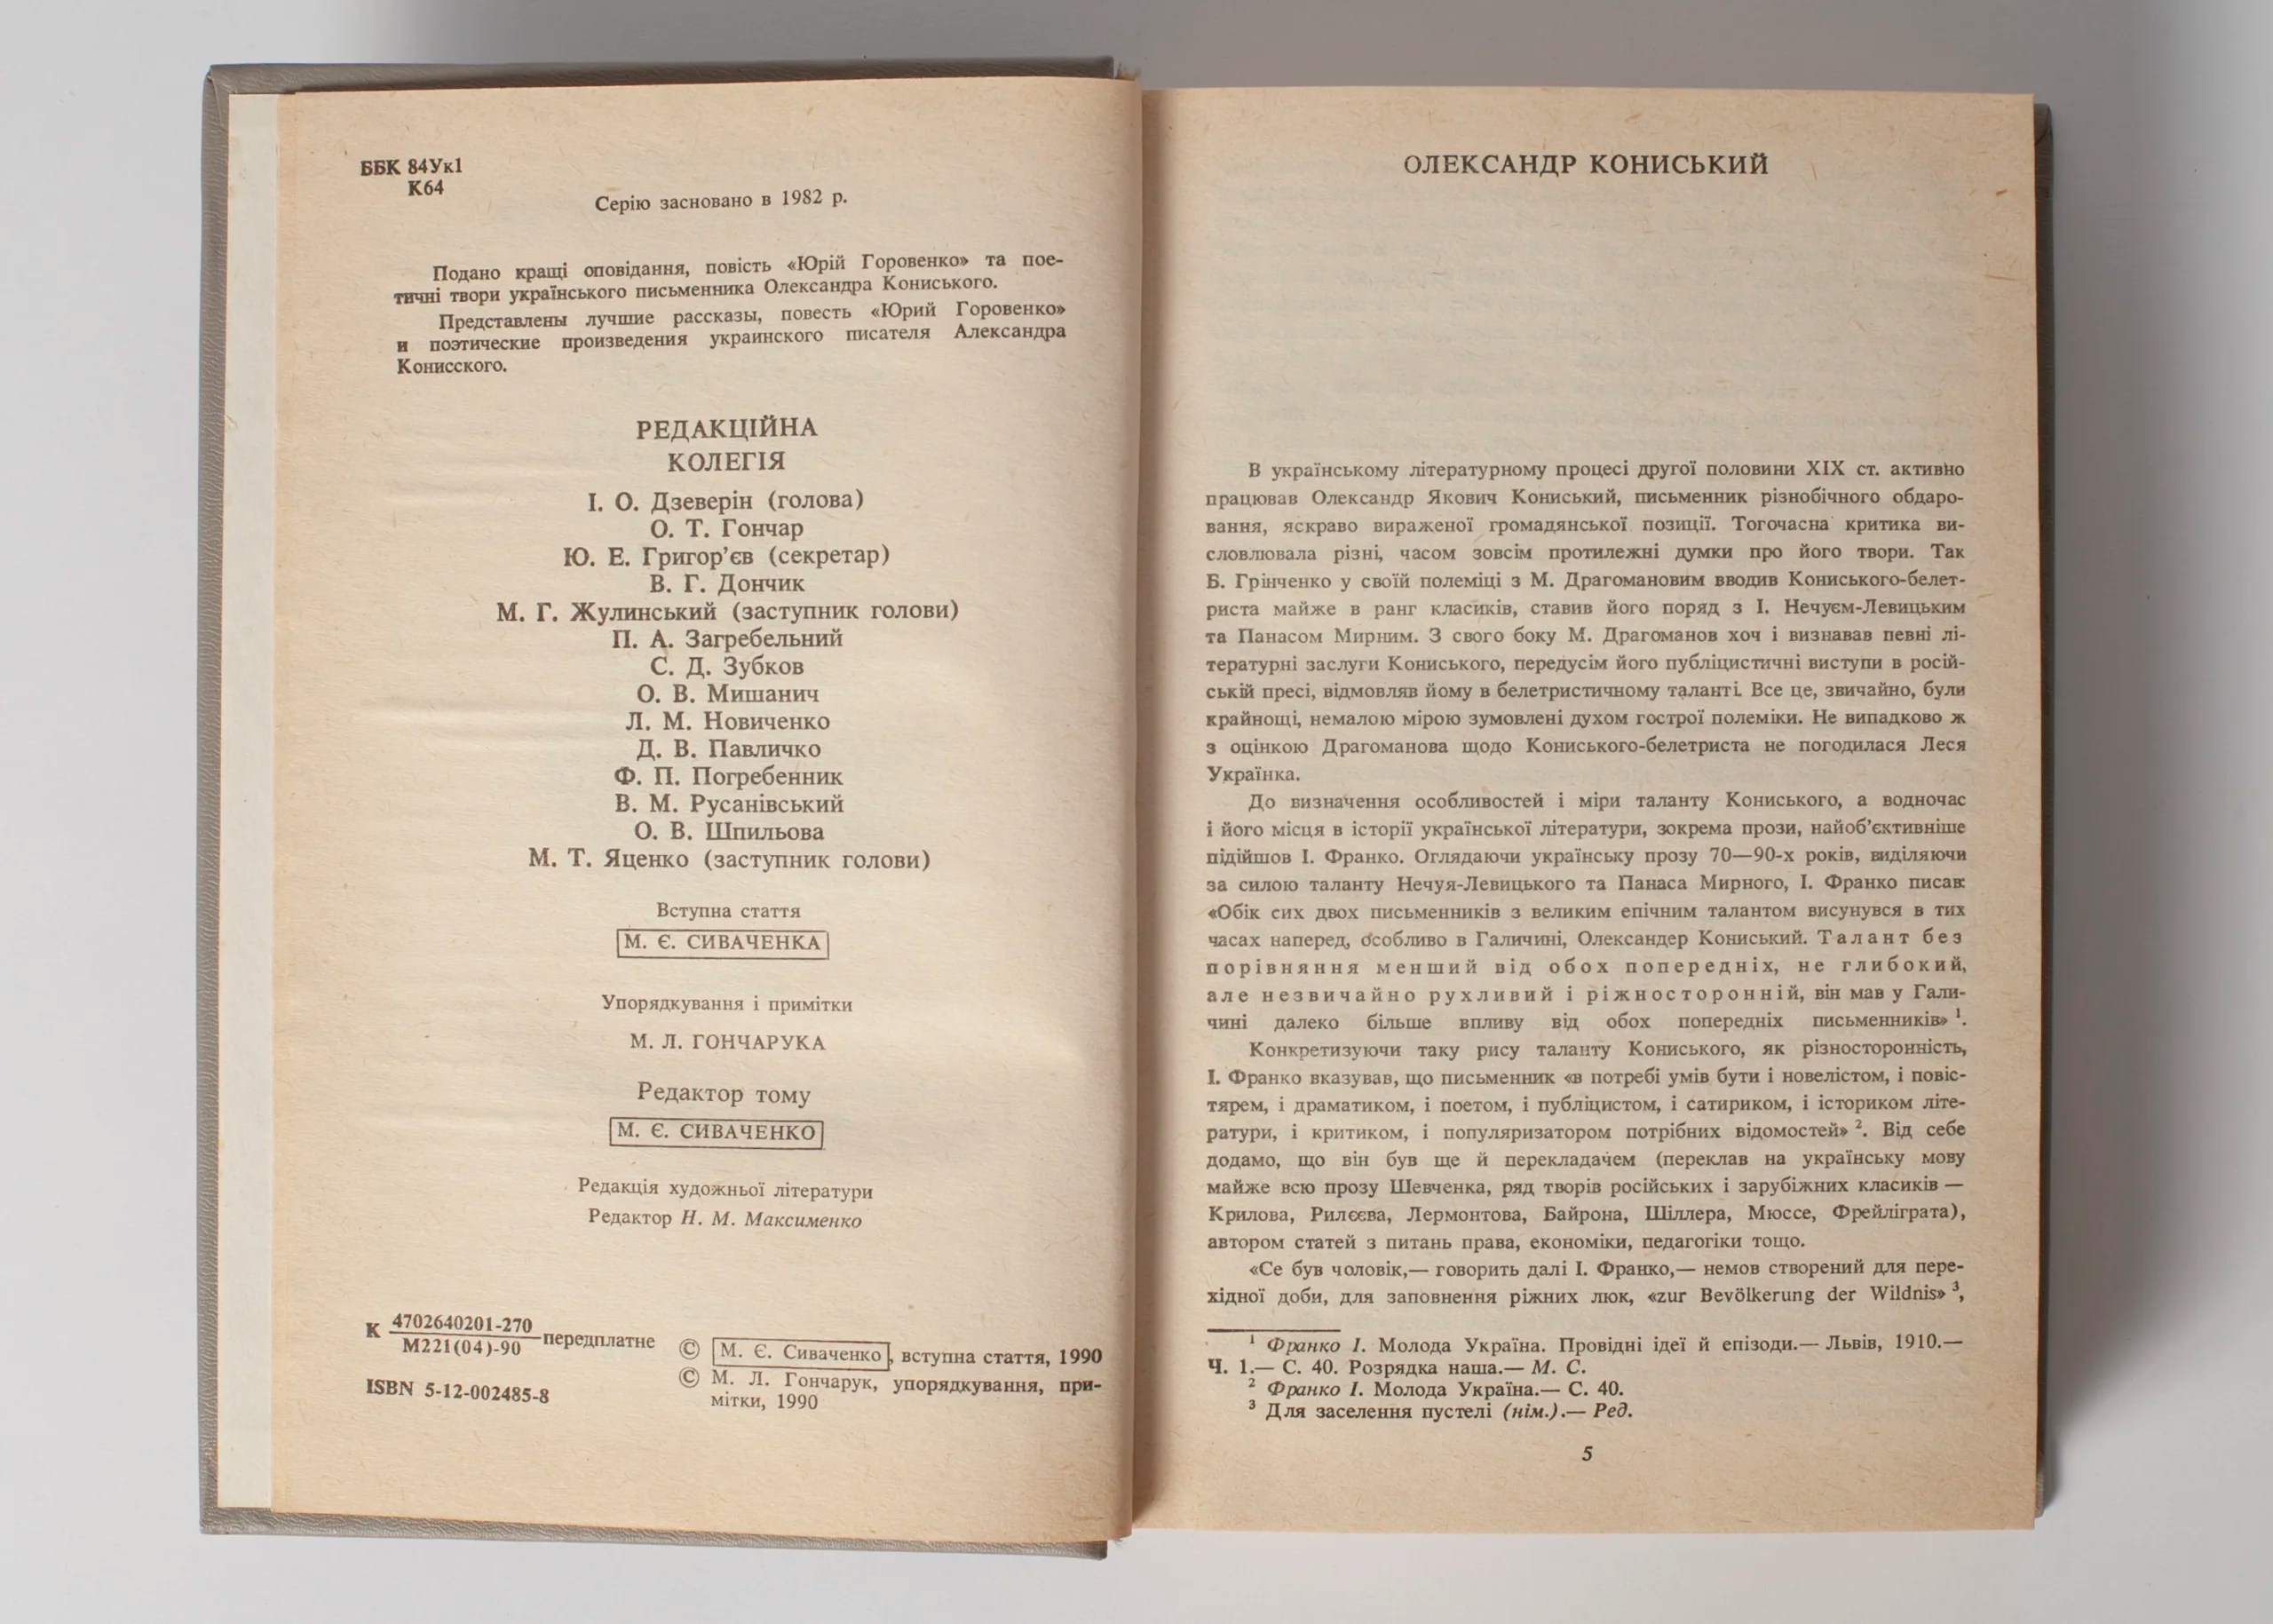 ББК 84Ук1
К64
Серію засновано в 1982 р.
Подано кращі оповідання, повість «Юрій Горовенко» та пое-
тичні твори українського письменника Олександра Кониського.
Представлены лучшие рассказы, повесть «Юрий Горовенко»
и поэтические произведения украинского писателя Александра
Конисского.
РЕДАКЦІЙНА
КОЛЕГІЯ
І. О. Дзеверін (голова)
О. Т. Гончар
Ю. Е. Григор’єв (секретар)
В. Г. Дончик
М. Г. Жулинський (заступник голови)
П. А. Загребельний
С. Д. Зубков
О. В. Мишанич
Л. М. Новиченко
Д. В. Павличко
Ф. П. Погребенник
В. М. Русанівський
О. В. Шпильова
М. Т. Яценко (заступник голови)
Вступна стаття
М. Є. СИВАЧЕНКА
Упорядкування і примітки
М. Л. ГОНЧАРУКА
Редактор тому
М. Є. СИВАЧЕНКО
Редакція художньої літератури
Редактор Н. М. Максименко
К 4702640201-270
М221(04)-90 передплатне
ISBN 5-12-002485-8
© М. Є. Сиваченко, вступна стаття, 1990
© М. Л. Гончарук, упорядкування, при-
мітки, 1990
ОЛЕКСАНДР КОНИСЬКИЙ
В українському літературному процесі другої половини XIX ст. активно
працював Олександр Якович Кониський, письменник різнобічного обдаро-
вання, яскраво вираженої громадянської позиції. Тогочасна критика ви-
словлювала різні, часом зовсім протилежні думки про його твори. Так
Б. Грінченко у своїй полеміці з М. Драгомановим вводив Кониського-белет-
риста майже в ранг класиків, ставив його поряд з І. Нечуєм-Левицьким
та Панасом Мирним. З свого боку М. Драгоманов хоч і визнавав певні лі-
тературні заслуги Кониського, передусім його публіцистичні виступи в росій-
ській пресі, відмовляв йому в белетристичному таланті. Все це, звичайно, були
крайнощі, немалою мірою зумовлені духом гострої полеміки. Не випадково ж
з оцінкою Драгоманова щодо Кониського-белетриста не погодилася Леся
Українка.
До визначення особливостей і міри таланту Кониського, а водночас
і його місця в історії української літератури, зокрема прози, найоб’єктивніше
підійшов І. Франко. Оглядаючи українську прозу 70—90-х років, виділяючи
за силою таланту Нечуя-Левицького та Панаса Мирного, І. Франко писав:
«Обік сих двох письменників з великим епічним талантом висунувся в тих
часах наперед, особливо в Галичині, Олександер Кониський. Талант без
порівняння менший від обох попередніх, не глибокий,
але незвичайно рухливий і ріжносторонній, він мав у Гали-
чині далеко більше впливу від обох попередніх письменників» ¹.
Конкретизуючи таку рису таланту Кониського, як різносторонність,
І. Франко вказував, що письменник «в потребі умів бути і новелістом, і повіс-
тярем, і драматиком, і поетом, і публіцистом, і сатириком, і істориком літе-
ратури, і критиком, і популяризатором потрібних відомостей» ². Від себе
додамо, що він був ще й перекладачем (переклав на українську мову
майже всю прозу Шевченка, ряд творів російських і зарубіжних класиків —
Крилова, Рилєєва, Лермонтова, Байрона, Шіллера, Мюссе, Фрейліграта),
автором статей з питань права, економіки, педагогіки тощо.
«Се був чоловік,— говорить далі І. Франко,— немов створений для пере-
хідної доби, для заповнення ріжних люк, «zur Bevölkerung der Wildnis» ³,
¹ Франко І. Молода Україна. Провідні ідеї й епізоди.— Львів, 1910.—
Ч. 1.— С. 40. Розрядка наша.— М. С.
² Франко І. Молода Україна.— С. 40.
³ Для заселення пустелі (нім.).— Ред.
5